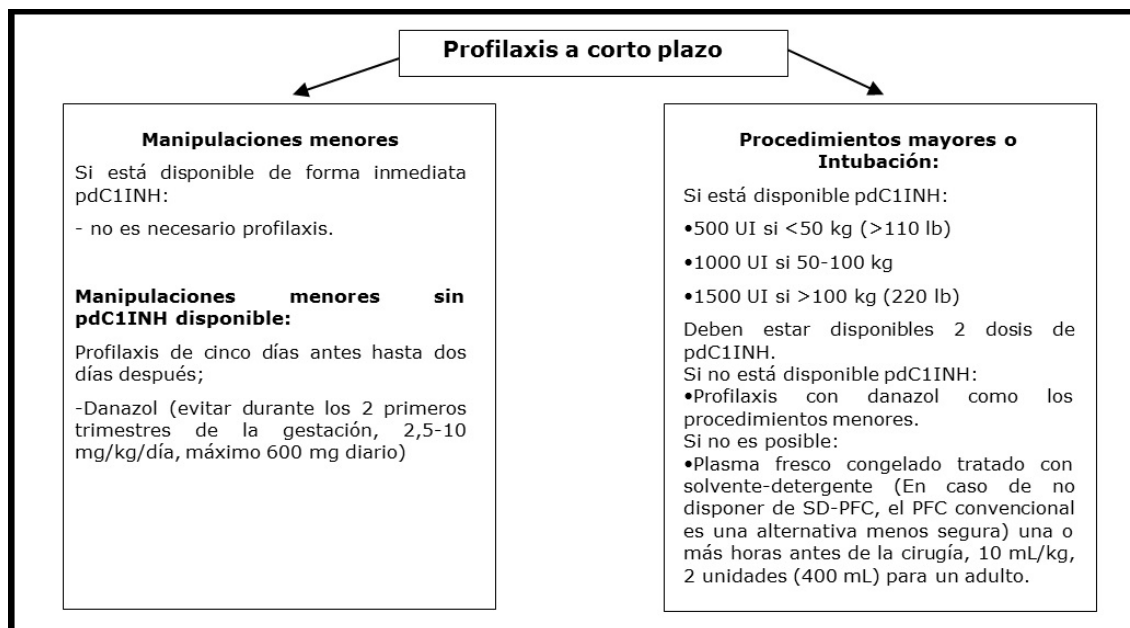 Profilaxis a corto plazo
Manipulaciones menores
Si está disponible de forma inmediata
pdC1INH:
- no es necesario profilaxis.
Manipulaciones menores sin
pdC1INH disponible:
Profilaxis de cinco días antes hasta dos
días después;
-Danazol (evitar durante los 2 primeros
trimestres de la gestación, 2,5-10
mg/kg/día, máximo 600 mg diario)
Procedimientos mayores o
Intubación:
Si está disponible pdC1INH:
•500 UI si <50 kg (>110 lb)
•1000 UI si 50-100 kg
•1500 UI si >100 kg (220 lb)
Deben estar disponibles 2 dosis de
pdC1INH.
Si no está disponible pdC1INH:
•Profilaxis con danazol como los
procedimientos menores.
Si no es posible:
•Plasma fresco congelado tratado con
solvente-detergente (En caso de no
disponer de SD-PFC, el PFC convencional
es una alternativa menos segura) una o
más horas antes de la cirugía, 10 mL/kg,
2 unidades (400 mL) para un adulto.